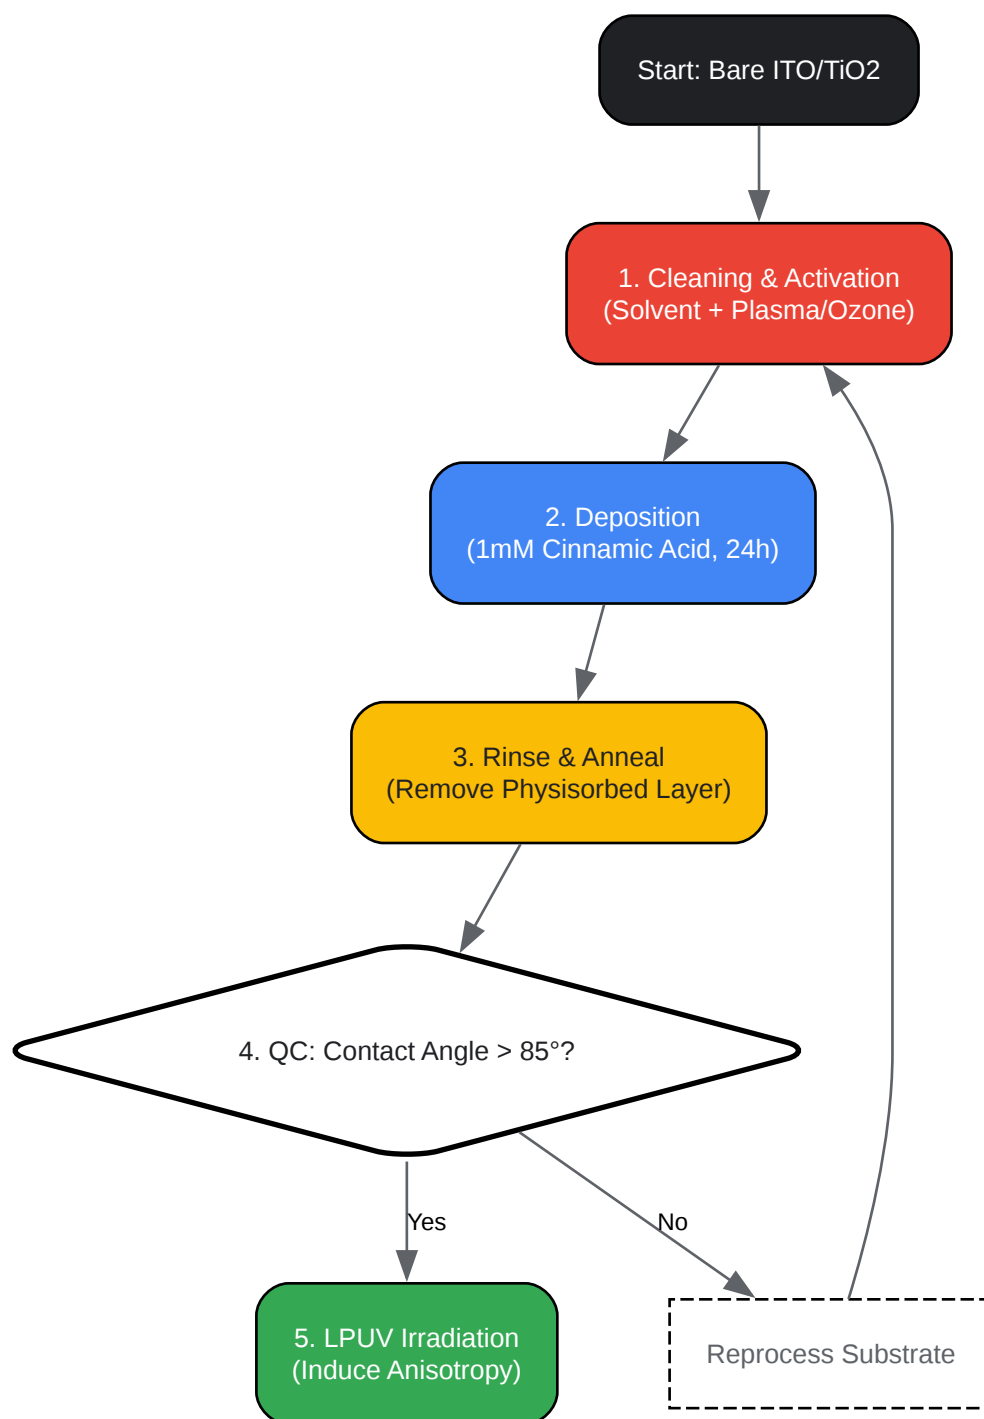 Start: Bare ITO/TiO2
1. Cleaning & Activation
(Solvent + Plasma/Ozone)
2. Deposition
(1mM Cinnamic Acid, 24h)
3. Rinse & Anneal
(Remove Physisorbed Layer)
4. QC: Contact Angle > 85°?
Yes
No
5. LPUV Irradiation
(Induce Anisotropy)
Reprocess Substrate